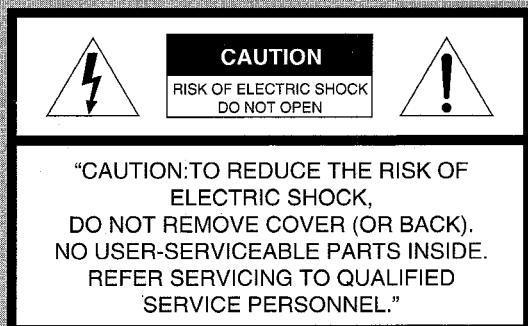 CAUTION
RISK OF ELECTRIC SHOCK
DO NOT OPEN
“CAUTION:TO REDUCE THE RISK OF
ELECTRIC SHOCK,
DO NOT REMOVE COVER (OR BACK).
NO USER-SERVICEABLE PARTS INSIDE.
REFER SERVICING TO QUALIFIED
SERVICE PERSONNEL.”